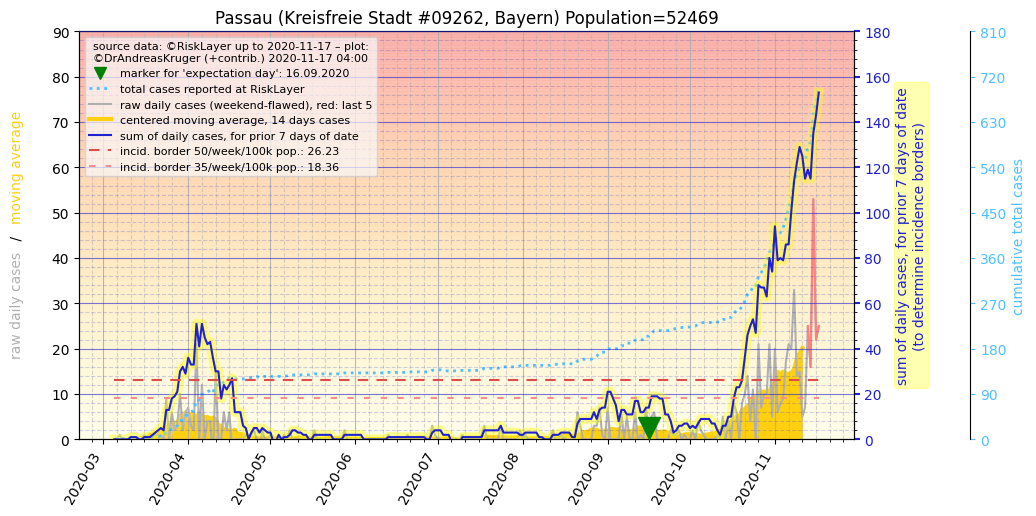 Passau (Kreisfreie Stadt #09262, Bayern) Population=52469
source data: ©RiskLayer up to 2020-11-17 – plot:
©DrAndreasKruger (+contrib.) 2020-11-17 04:00
marker for 'expectation day': 16.09.2020
total cases reported at RiskLayer
raw daily cases (weekend-flawed), red: last 5
centered moving average, 14 days cases
sum of daily cases, for prior 7 days of date
incid. border 50/week/100k pop.: 26.23
incid. border 35/week/100k pop.: 18.36
raw daily cases / moving average
90
80
70
60
50
40
30
20
10
0
180
160
140
120
100
80
60
40
20
0
sum of daily cases, for prior 7 days of date
(to determine incidence borders)
810
720
630
540
450
360
270
180
90
0
cumulative total cases
2020-03
2020-04
2020-05
2020-06
2020-07
2020-08
2020-09
2020-10
2020-11